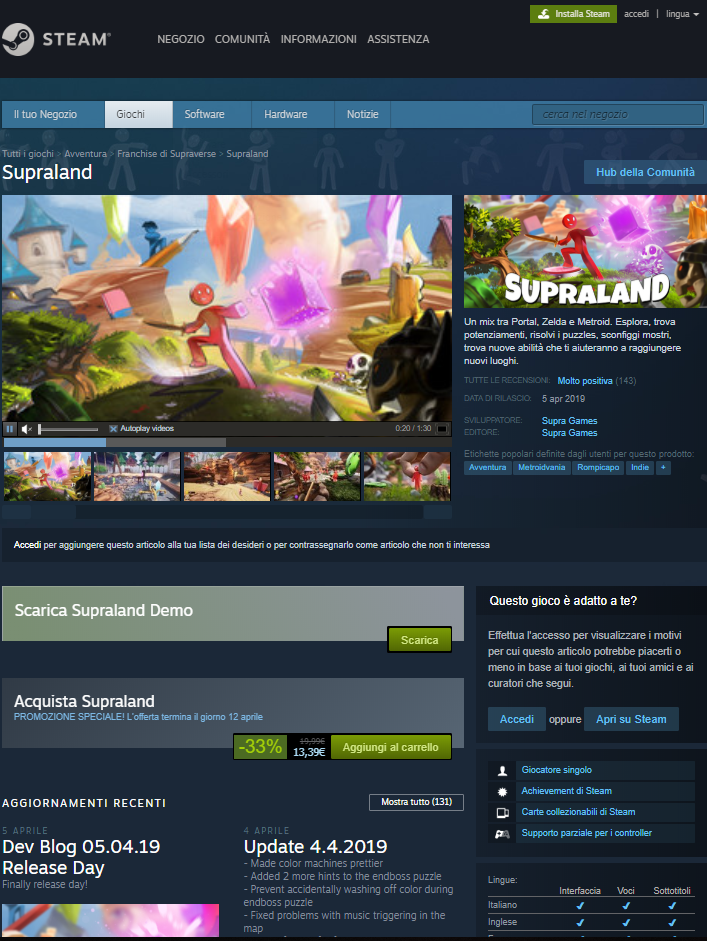 Installa Steam accedi | lingua
STEAM®
NEGOZIO COMUNITÀ INFORMAZIONI ASSISTENZA
Il tuo Negozio Giochi Software Hardware Notizie cerca nel negozio
Tutti i giochi > Avventura > Franchise di Supraverse > Supraland
Supraland
Hub della Comunità
SUPRALAND
Un mix tra Portal, Zelda e Metroid. Esplora, trova
potenziamenti, risolvi i puzzles, sconfiggi mostri,
trova nuove abilità che ti aiuteranno a raggiungere
nuovi luoghi.
TUTTE LE RECENSIONI: Molto positiva (143)
DATA DI RILASCIO: 5 apr 2019
SVILUPPATORE: Supra Games
EDITORE: Supra Games
Etichette popolari definite dagli utenti per questo prodotto:
Avventura Metroidvania Rompicapo Indie +
Autoplay videos 0:20 / 1:30
Accedi per aggiungere questo articolo alla tua lista dei desideri o per contrassegnarlo come articolo che non ti interessa
Scarica Supraland Demo
Scarica
Acquista Supraland
PROMOZIONE SPECIALE! L'offerta termina il giorno 12 aprile
-33% 19,99€ 13,39€ Aggiungi al carrello
AGGIORNAMENTI RECENTI
Mostra tutto (131)
5 APRILE
Dev Blog 05.04.19
Release Day
Finally release day!
4 APRILE
Update 4.4.2019
- Made color machines prettier
- Added 2 more hints to the endboss puzzle
- Prevent accidentally washing off color during
endboss puzzle
- Fixed problems with music triggering in the
map
Questo gioco è adatto a te?
Effettua l'accesso per visualizzare i motivi
per cui questo articolo potrebbe piacerti o
meno in base ai tuoi giochi, ai tuoi amici e ai
curatori che segui.
Accedi oppure Apri su Steam
Giocatore singolo
Achievement di Steam
Carte collezionabili di Steam
Supporto parziale per i controller
Lingue:
Interfaccia Voci Sottotitoli
Italiano ✔ ✔ ✔
Inglese ✔ ✔ ✔